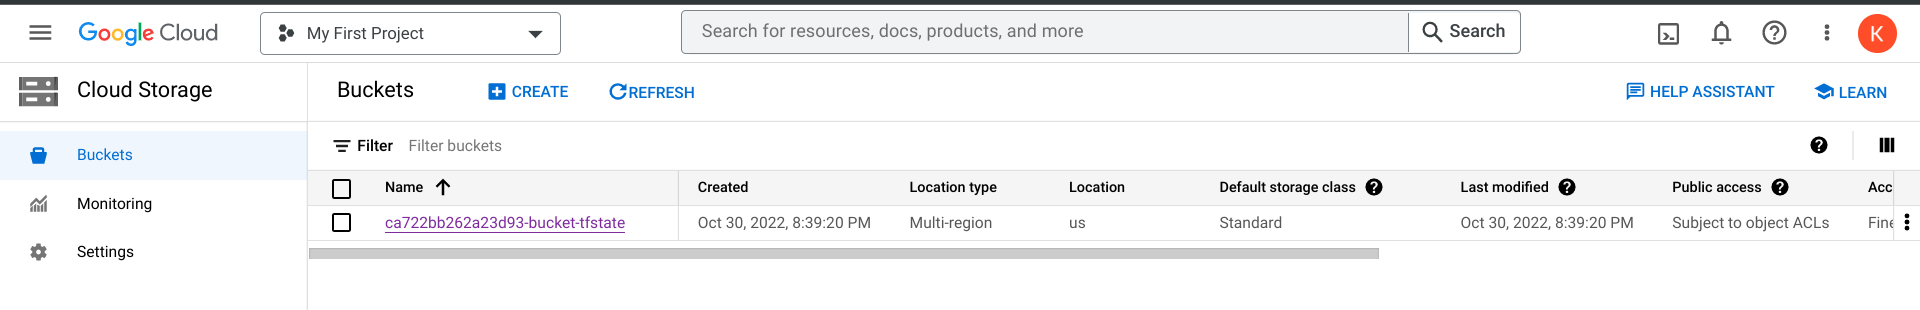 Google Cloud
My First Project
Search for resources, docs, products, and more
Search
K
Cloud Storage
Buckets
CREATE
REFRESH
HELP ASSISTANT
LEARN
Buckets
Monitoring
Settings
Filter Filter buckets
Name Created Location type Location Default storage class Last modified Public access Acc
ca722bb262a23d93-bucket-tfstate Oct 30, 2022, 8:39:20 PM Multi-region us Standard Oct 30, 2022, 8:39:20 PM Subject to object ACLs Fine